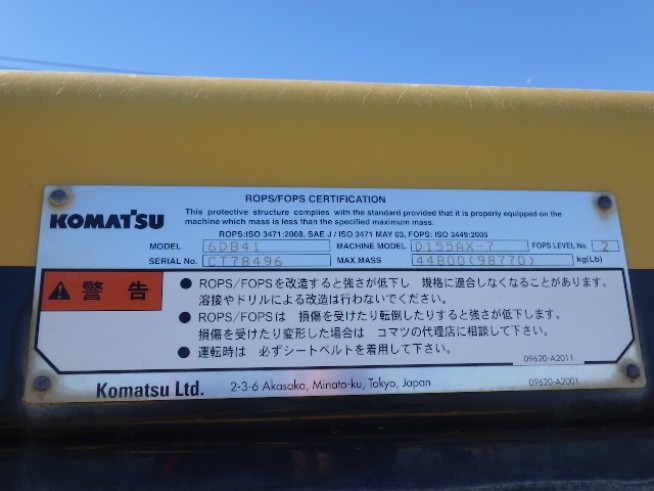 ROPS/FOPS CERTIFICATION
KOMATSU
This protective structure complies with the standard provided that it is properly equipped on the
machine which mass is less than the specified maximum mass.
ROPS:ISO 3471:2008, SAE J / ISO 3471 MAY 03, FOPS: ISO 3449:2005
MODEL 6DB41 MACHINE MODEL D155AX-7 FOPS LEVEL No. 2
SERIAL No. CT78496 MAX.MASS 44800(98770) kg(Lb)
警告
● ROPS/FOPSを改造すると強さが低下し 規格に適合しなくなることがあります。
溶接やドリルによる改造は行わないでください。
● ROPS/FOPSは 損傷を受けたり転倒したりすると強さが低下します。
損傷を受けたり変形した場合は コマツの代理店に相談して下さい。
● 運転時は 必ずシートベルトを着用して下さい。
09620-A2011
Komatsu Ltd. 2-3-6 Akasaka, Minato-ku, Tokyo, Japan 09620-A2001